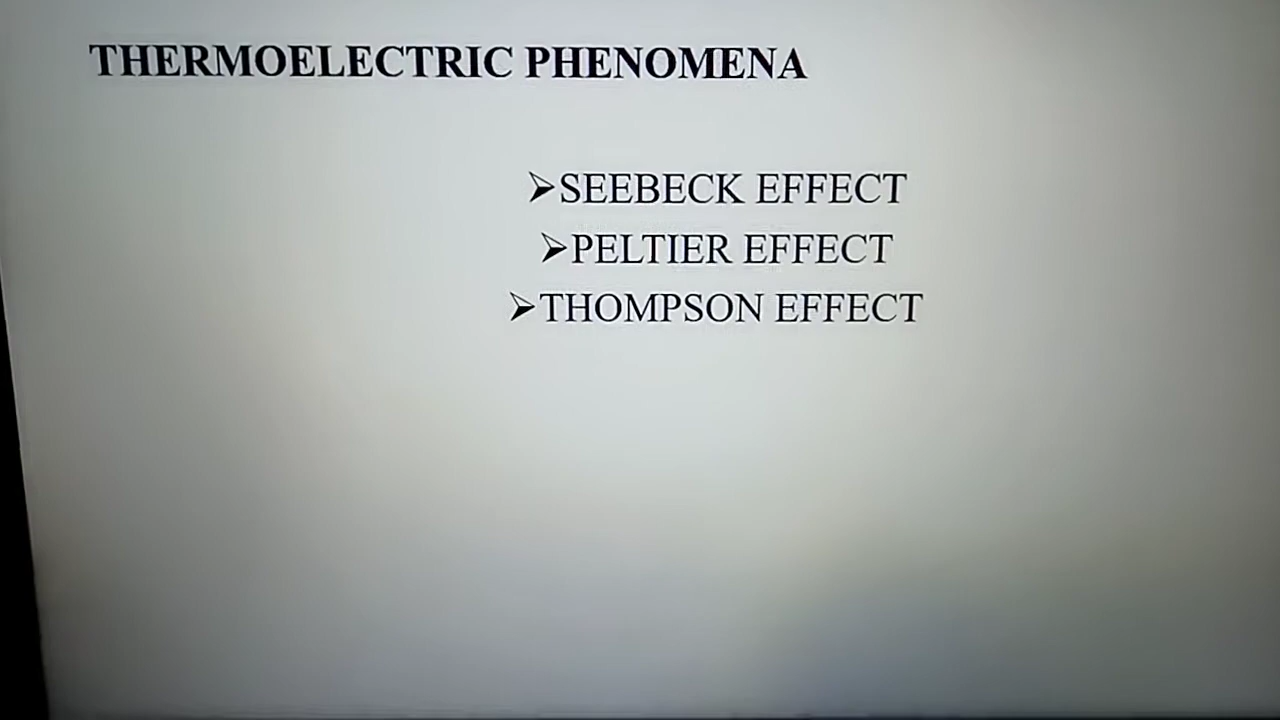 THERMOELECTRIC PHENOMENA
➢SEEBECK EFFECT
➢PELTIER EFFECT
➢THOMPSON EFFECT